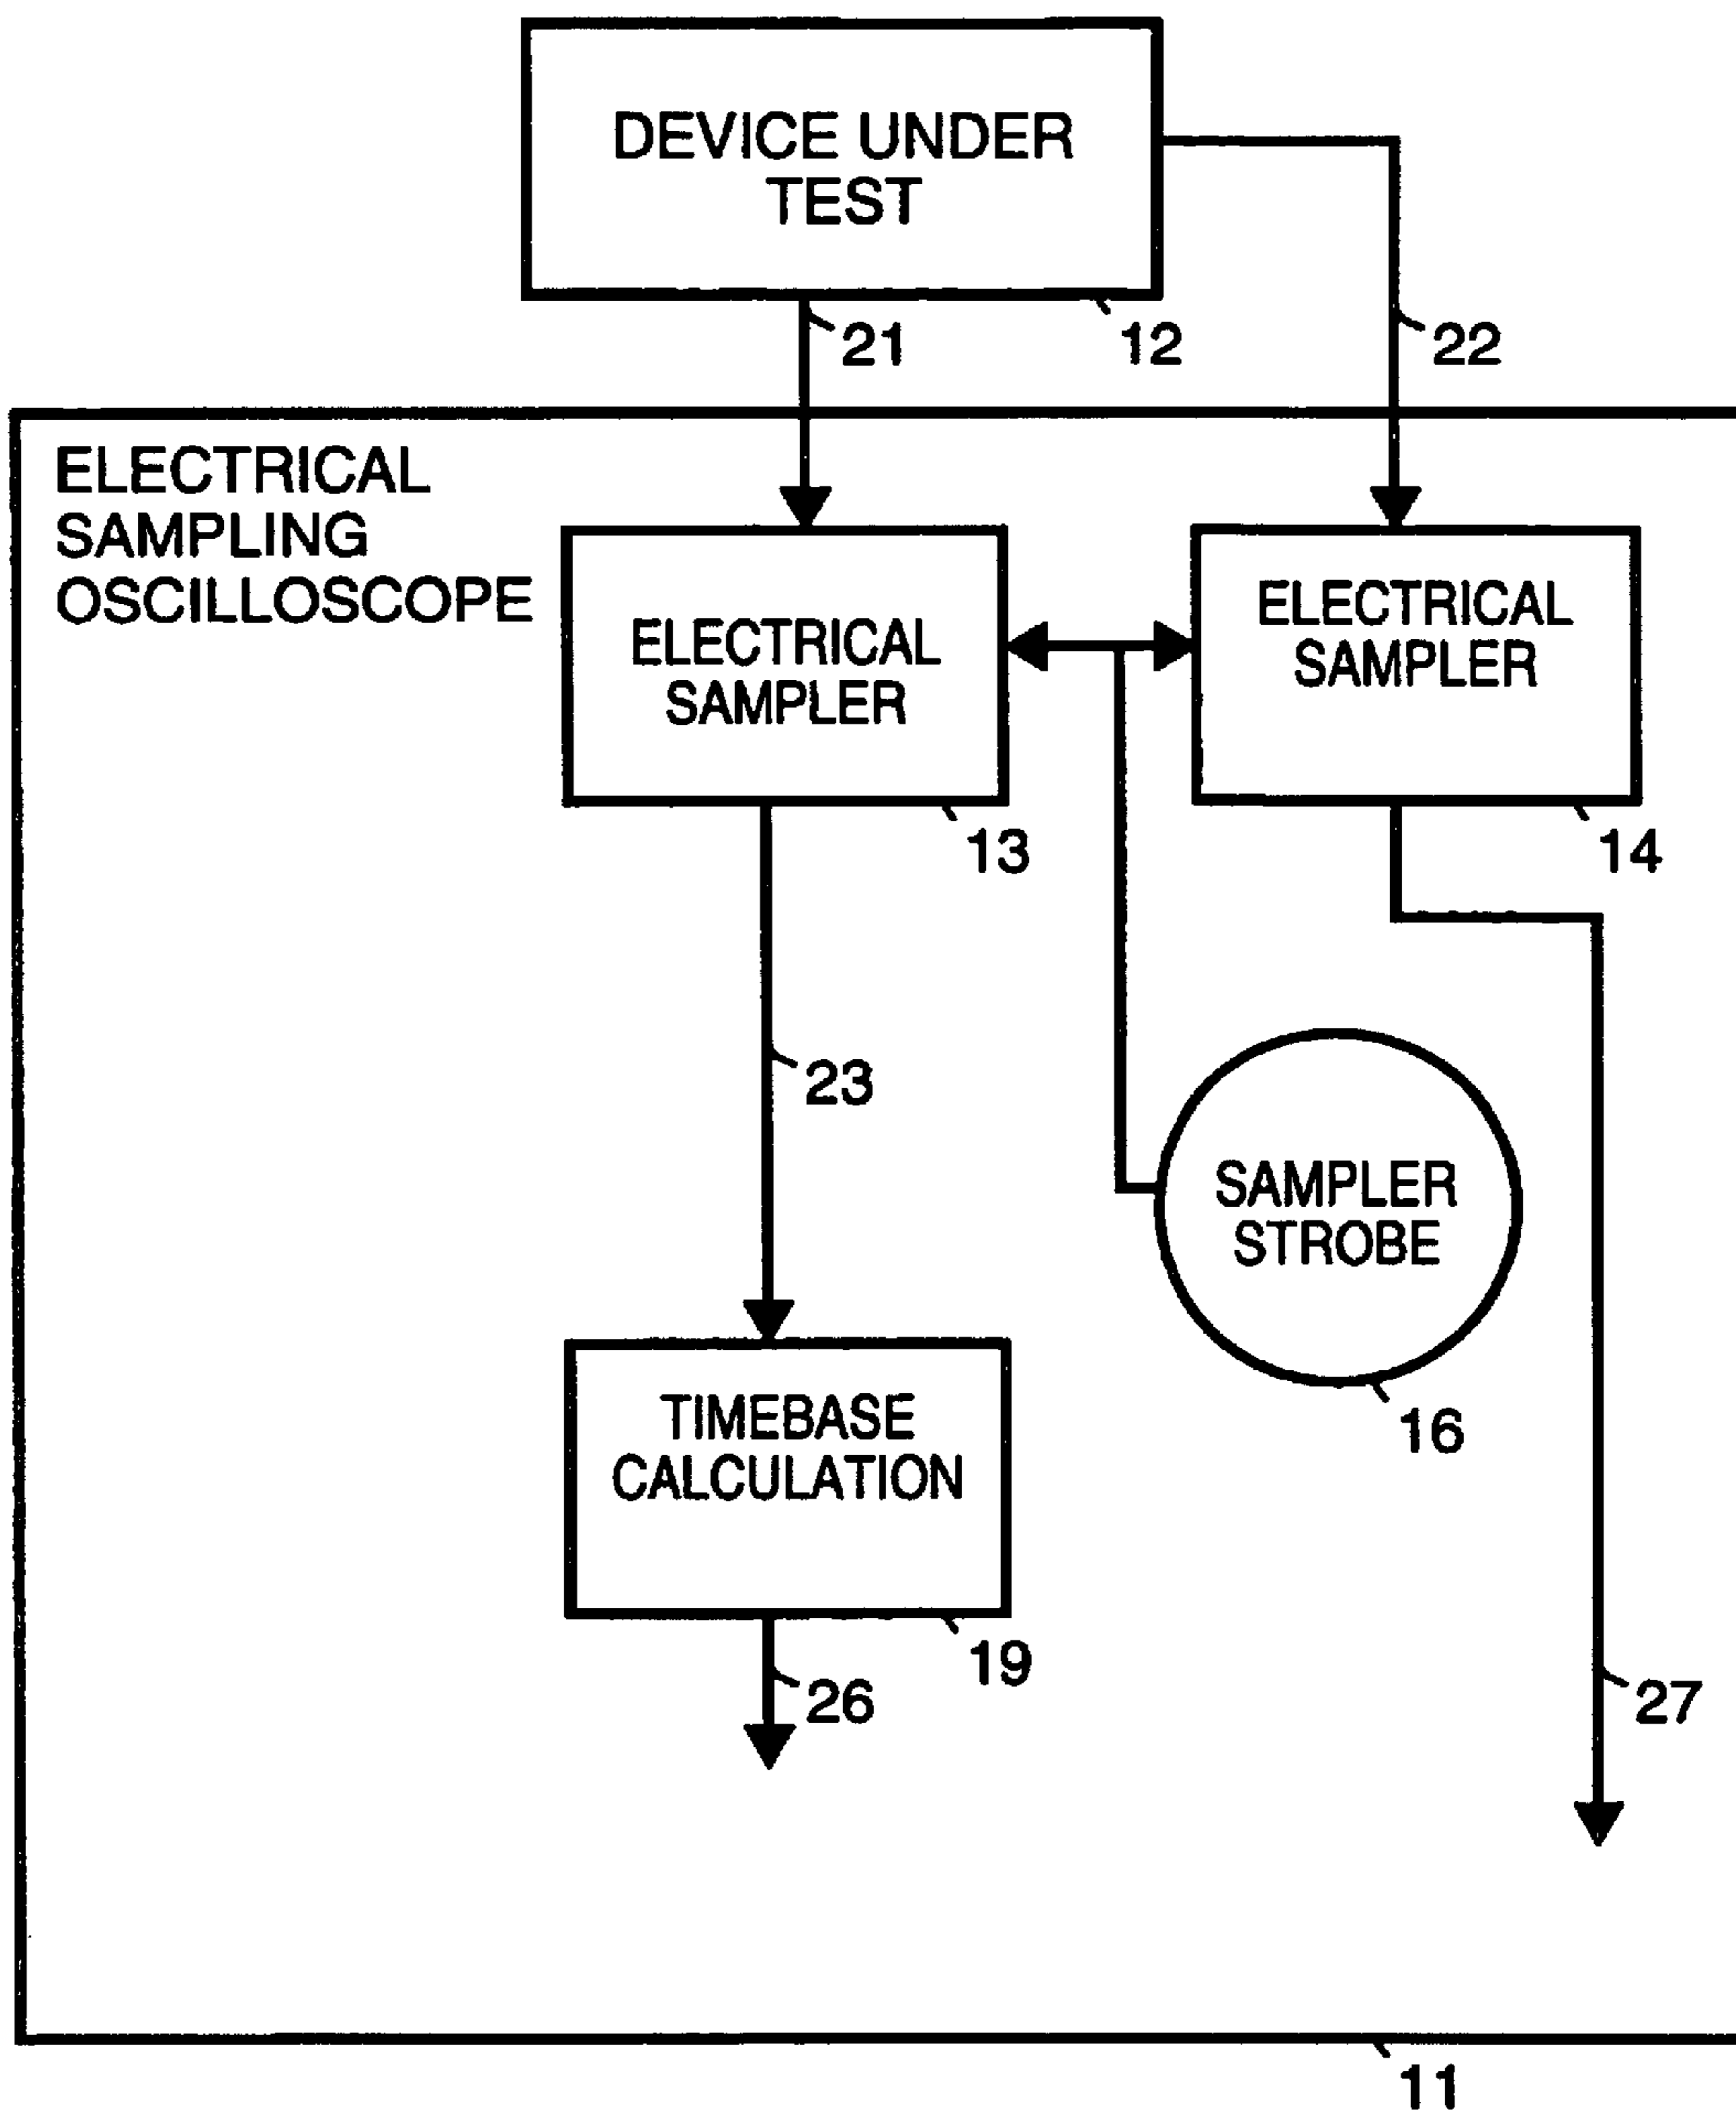 DEVICE UNDER
TEST
21
12
22
ELECTRICAL
SAMPLING
OSCILLOSCOPE
ELECTRICAL
SAMPLER
ELECTRICAL
SAMPLER
13
14
23
SAMPLER
STROBE
16
TIMEBASE
CALCULATION
19
26
27
11